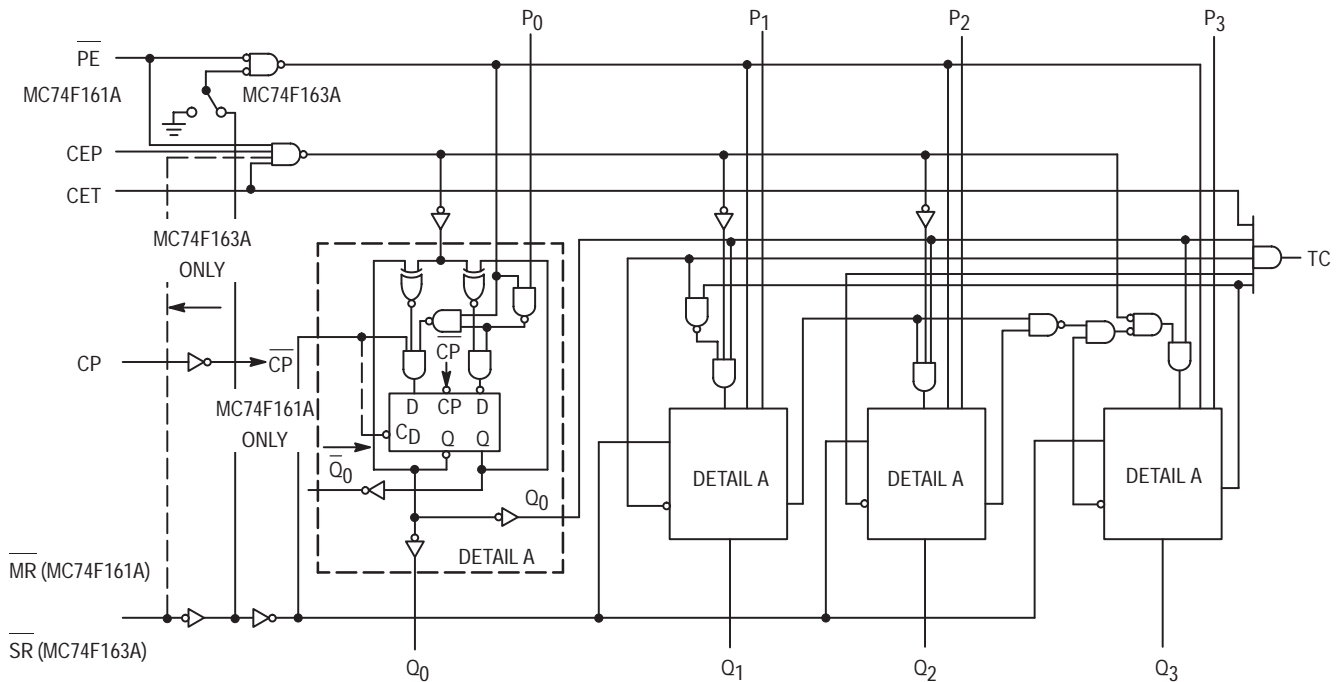 P0
P1
P2
P3
PE
MC74F161A
MC74F163A
CEP
CET
MC74F163A
ONLY
TC
CP
CP
CP
MC74F161A
ONLY
D CP D
CD Q Q
Q0
Q0
DETAIL A
DETAIL A
DETAIL A
DETAIL A
MR (MC74F161A)
SR (MC74F163A)
Q0
Q1
Q2
Q3